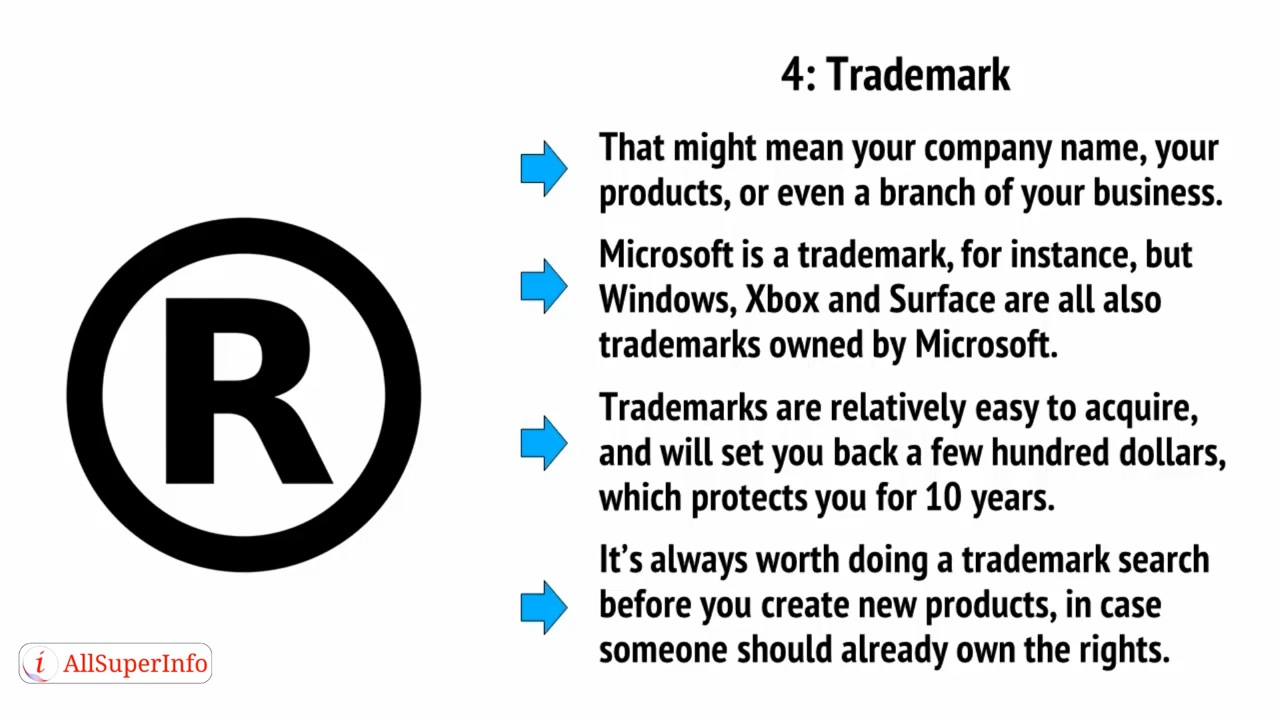 4: Trademark
That might mean your company name, your
products, or even a branch of your business.
Microsoft is a trademark, for instance, but
Windows, Xbox and Surface are all also
trademarks owned by Microsoft.
Trademarks are relatively easy to acquire,
and will set you back a few hundred dollars,
which protects you for 10 years.
It’s always worth doing a trademark search
before you create new products, in case
someone should already own the rights.
R
i AllSuperInfo